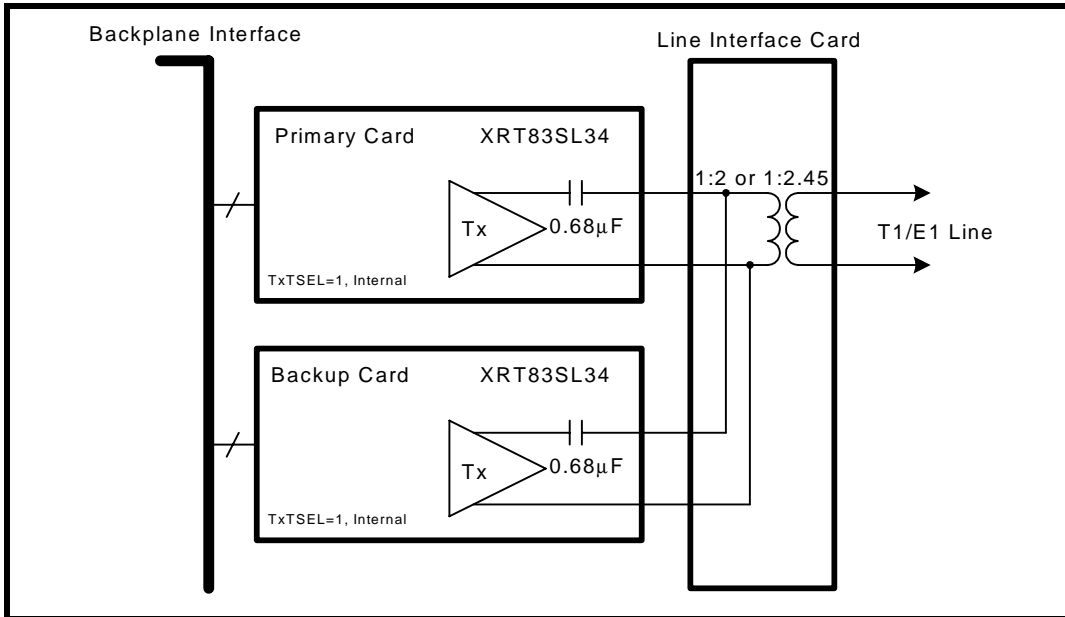 Backplane Interface
Line Interface Card
Primary Card XRT83SL34
1:2 or 1:2.45
Tx
0.68μF
T1/E1 Line
TxTSEL=1, Internal
Backup Card XRT83SL34
Tx
0.68μF
TxTSEL=1, Internal